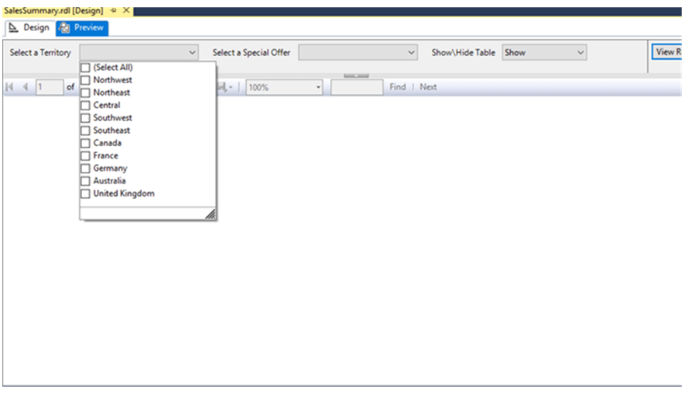 SalesSummary.rdl [Design]
Design Preview
Select a Territory Select a Special Offer Show\Hide Table Show View R
(Select All)
Northwest
1 of 100% Find | Next
Northeast
Central
Southwest
Southeast
Canada
France
Germany
Australia
United Kingdom